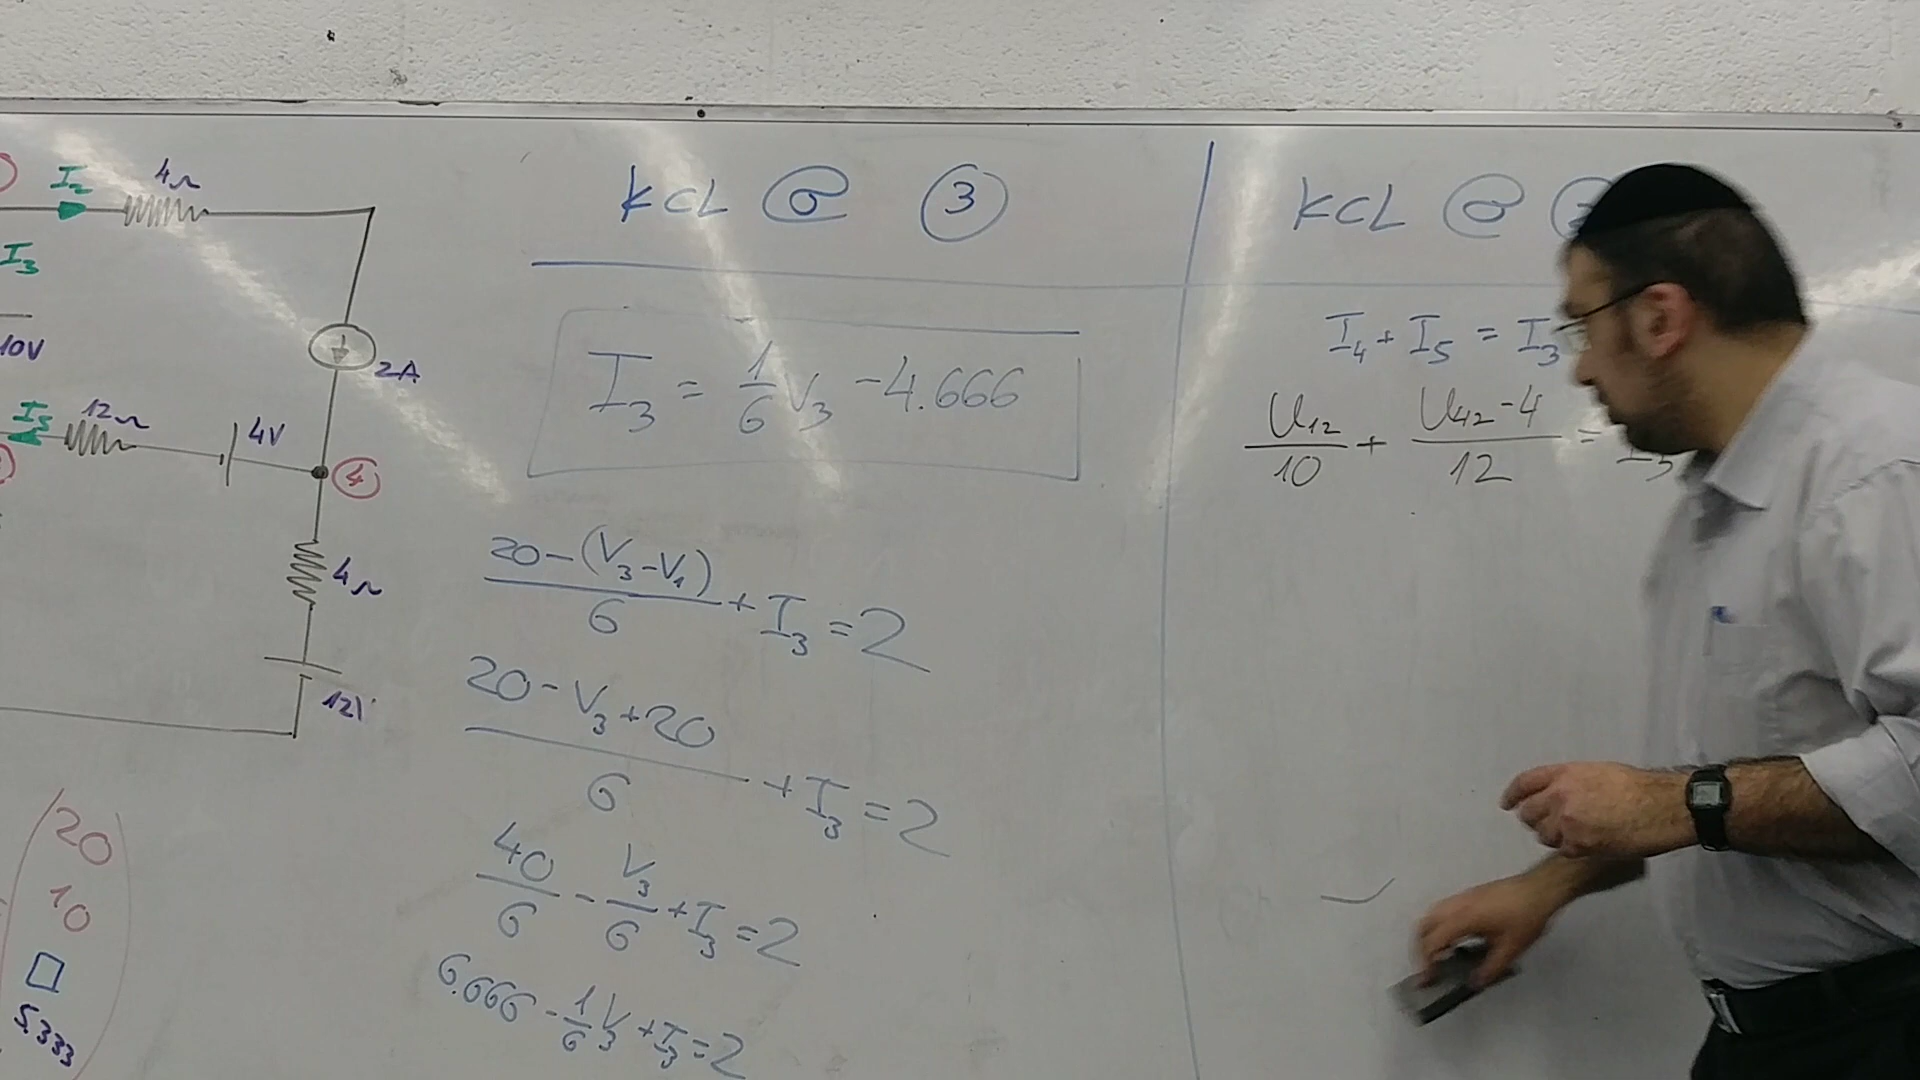 I₂ 4Ω
I₃
10V
2A
I₅ 12Ω 4V
④
4Ω
12V
20
10
□
5.333
KCL @ ③
I₃ = 1/6 V₃ - 4.666
(20 - (V₃ - V₁))/6 + I₃ = 2
(20 - V₃ + 20)/6 + I₃ = 2
40/6 - V₃/6 + I₃ = 2
6.666 - 1/6 V₃ + I₃ = 2
KCL @
I₄ + I₅ = I₃
U₁₂/10 + (U₄₂ - 4)/12 = I₃